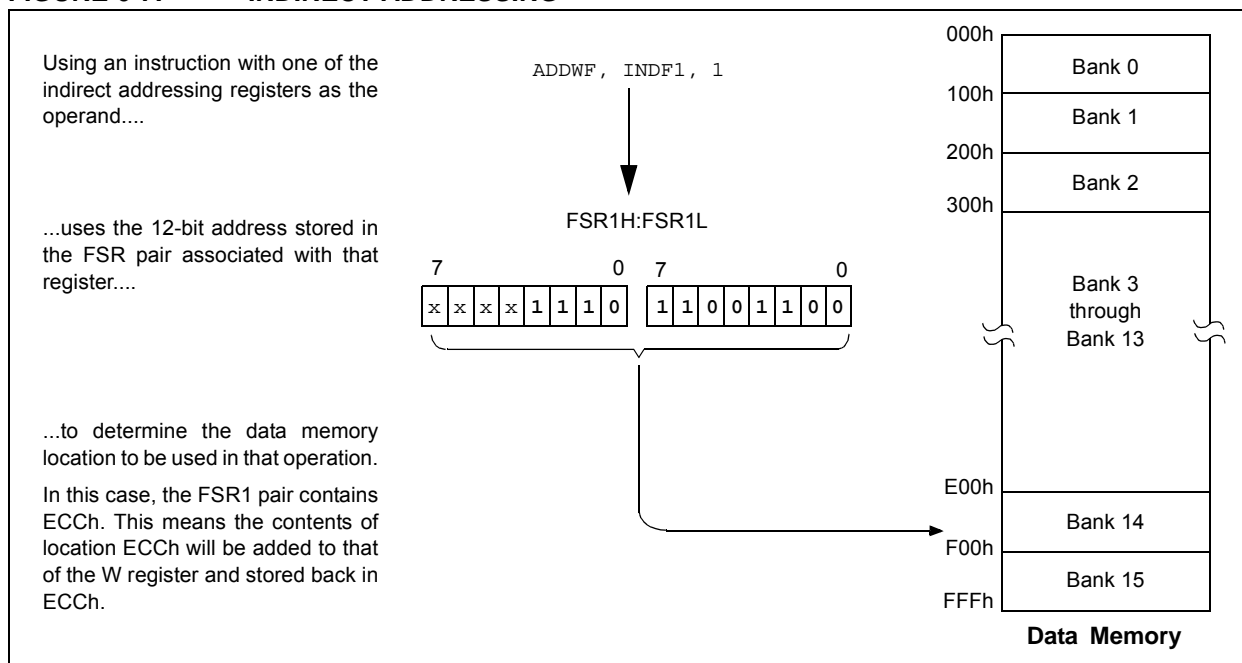 Using an instruction with one of the
indirect addressing registers as the
operand....
ADDWF, INDF1, 1
...uses the 12-bit address stored in
the FSR pair associated with that
register....
FSR1H:FSR1L
7 0 7 0
x x x x 1 1 1 0 1 1 0 0 1 1 0 0
...to determine the data memory
location to be used in that operation.
In this case, the FSR1 pair contains
ECCh. This means the contents of
location ECCh will be added to that
of the W register and stored back in
ECCh.
000h
Bank 0
100h
Bank 1
200h
Bank 2
300h
Bank 3
through
Bank 13
E00h
Bank 14
F00h
Bank 15
FFFh
Data Memory